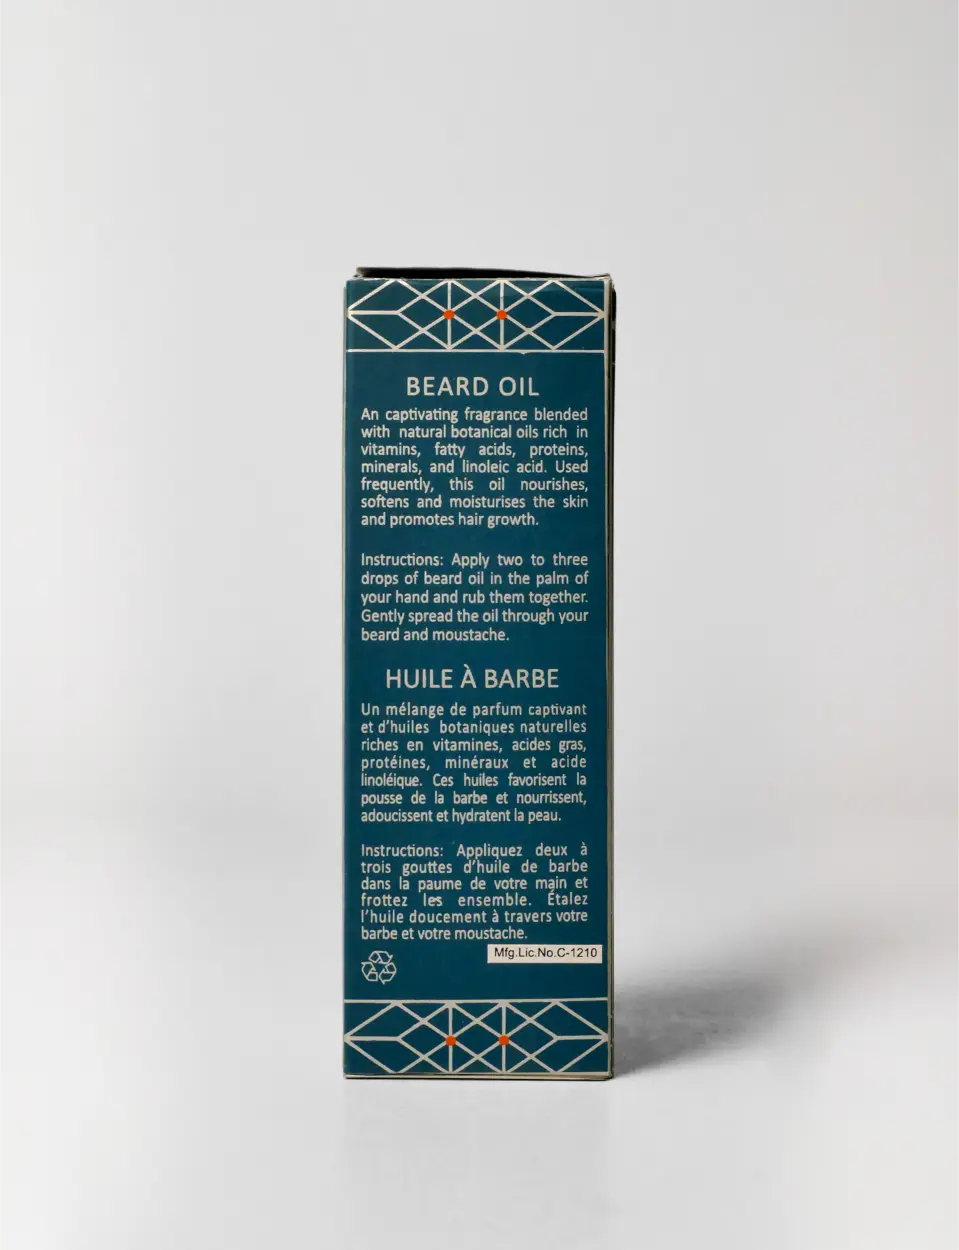 BEARD OIL
An captivating fragrance blended
with natural botanical oils rich in
vitamins, fatty acids, proteins,
minerals, and linoleic acid. Used
frequently, this oil nourishes,
softens and moisturises the skin
and promotes hair growth.
Instructions: Apply two to three
drops of beard oil in the palm of
your hand and rub them together.
Gently spread the oil through your
beard and moustache.
HUILE À BARBE
Un mélange de parfum captivant
et d'huiles botaniques naturelles
riches en vitamines, acides gras,
protéines, minéraux et acide
linoléique. Ces huiles favorisent la
pousse de la barbe et nourrissent,
adoucissent et hydratent la peau.
Instructions: Appliquez deux à
trois gouttes d'huile de barbe
dans la paume de votre main et
frottez les ensemble. Étalez
l'huile doucement à travers votre
barbe et votre moustache.
Mfg.Lic.No.C-1210